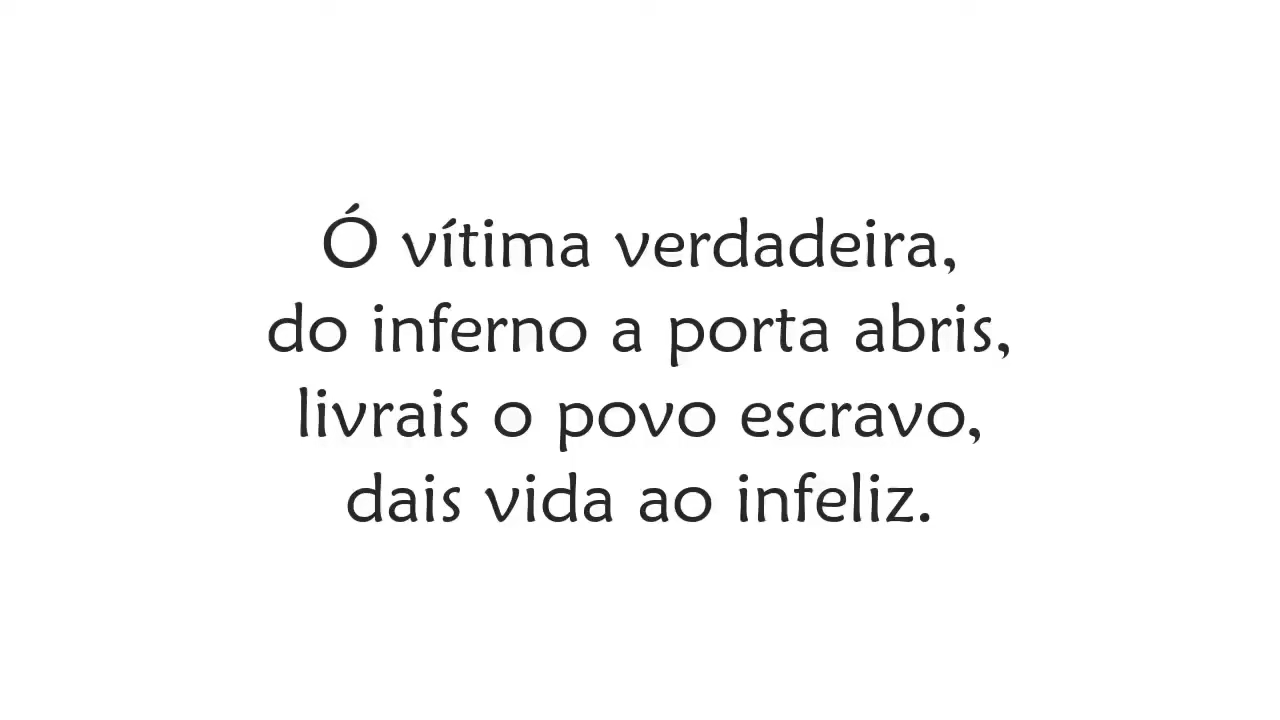 Ó vítima verdadeira,
do inferno a porta abris,
livrais o povo escravo,
dais vida ao infeliz.